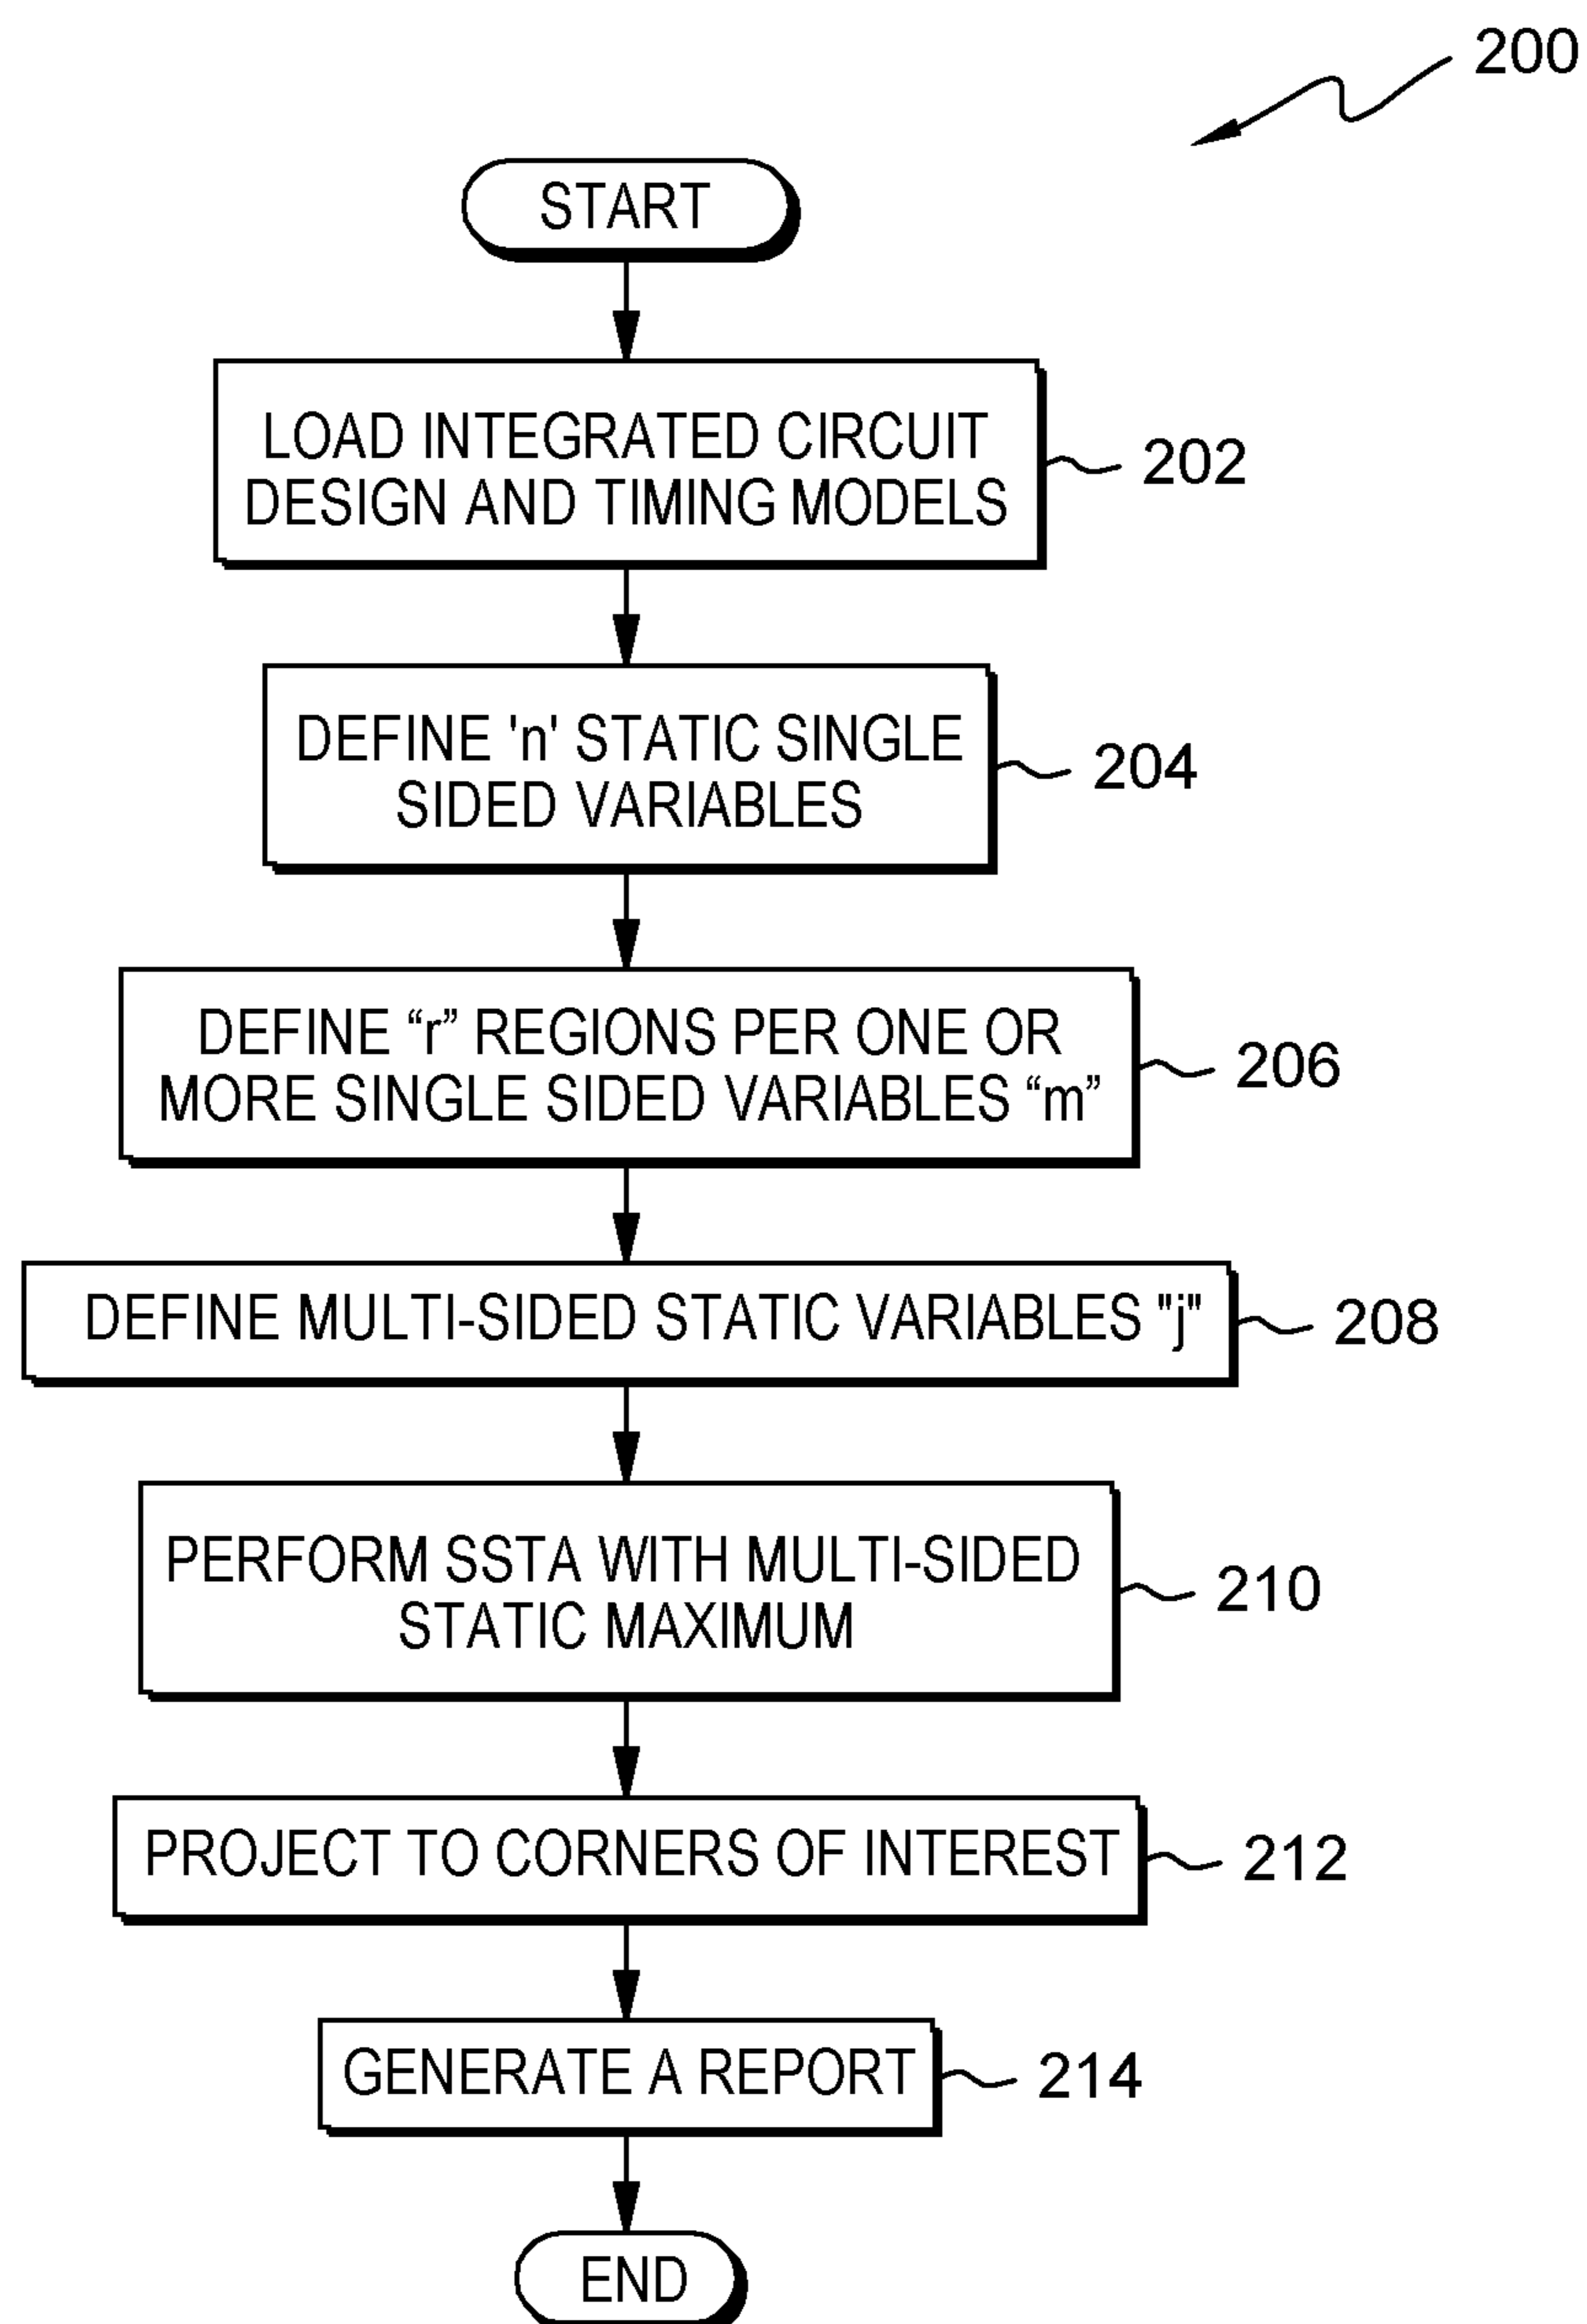 200
START
LOAD INTEGRATED CIRCUIT
DESIGN AND TIMING MODELS
202
DEFINE 'n' STATIC SINGLE
SIDED VARIABLES
204
DEFINE “r” REGIONS PER ONE OR
MORE SINGLE SIDED VARIABLES “m”
206
DEFINE MULTI-SIDED STATIC VARIABLES "j"
208
PERFORM SSTA WITH MULTI-SIDED
STATIC MAXIMUM
210
PROJECT TO CORNERS OF INTEREST
212
GENERATE A REPORT
214
END